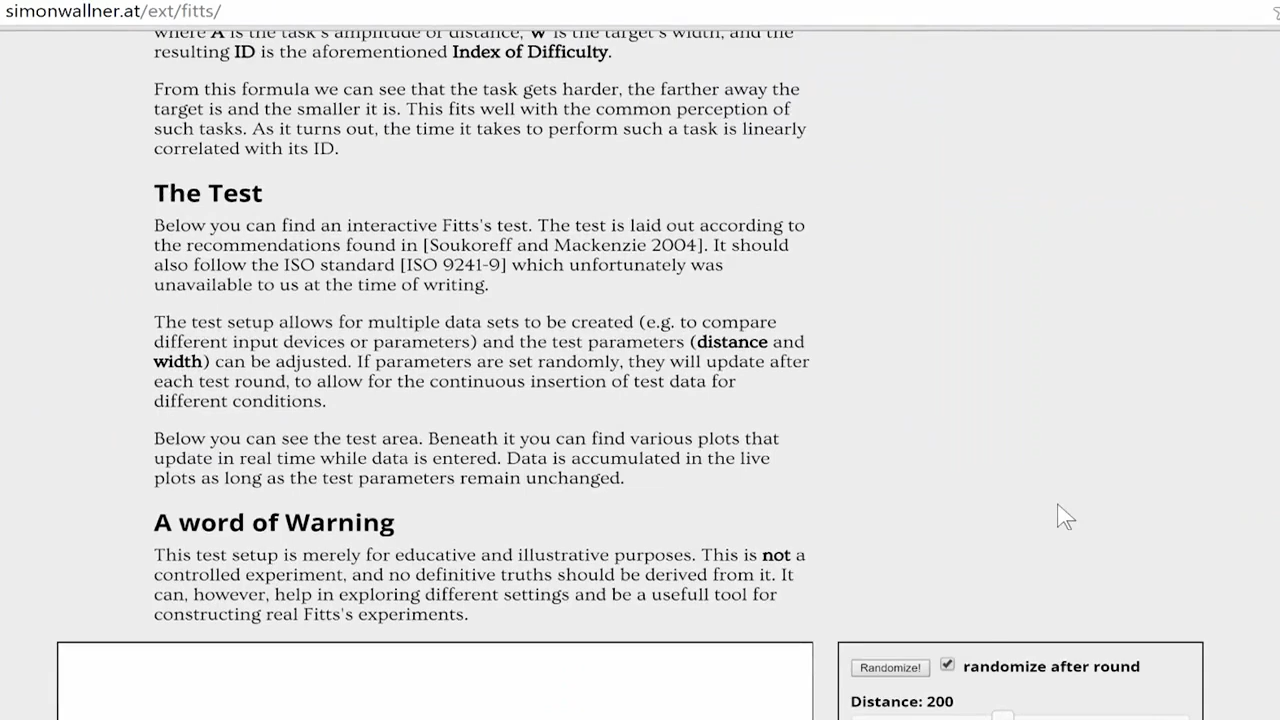 simonwallner.at/ext/fitts/
where A is the task's amplitude or distance, W is the target's width, and the
resulting ID is the aforementioned Index of Difficulty.
From this formula we can see that the task gets harder, the farther away the
target is and the smaller it is. This fits well with the common perception of
such tasks. As it turns out, the time it takes to perform such a task is linearly
correlated with its ID.
The Test
Below you can find an interactive Fitts's test. The test is laid out according to
the recommendations found in [Soukoreff and Mackenzie 2004]. It should
also follow the ISO standard [ISO 9241-9] which unfortunately was
unavailable to us at the time of writing.
The test setup allows for multiple data sets to be created (e.g. to compare
different input devices or parameters) and the test parameters (distance and
width) can be adjusted. If parameters are set randomly, they will update after
each test round, to allow for the continuous insertion of test data for
different conditions.
Below you can see the test area. Beneath it you can find various plots that
update in real time while data is entered. Data is accumulated in the live
plots as long as the test parameters remain unchanged.
A word of Warning
This test setup is merely for educative and illustrative purposes. This is not a
controlled experiment, and no definitive truths should be derived from it. It
can, however, help in exploring different settings and be a usefull tool for
constructing real Fitts's experiments.
Randomize! randomize after round
Distance: 200